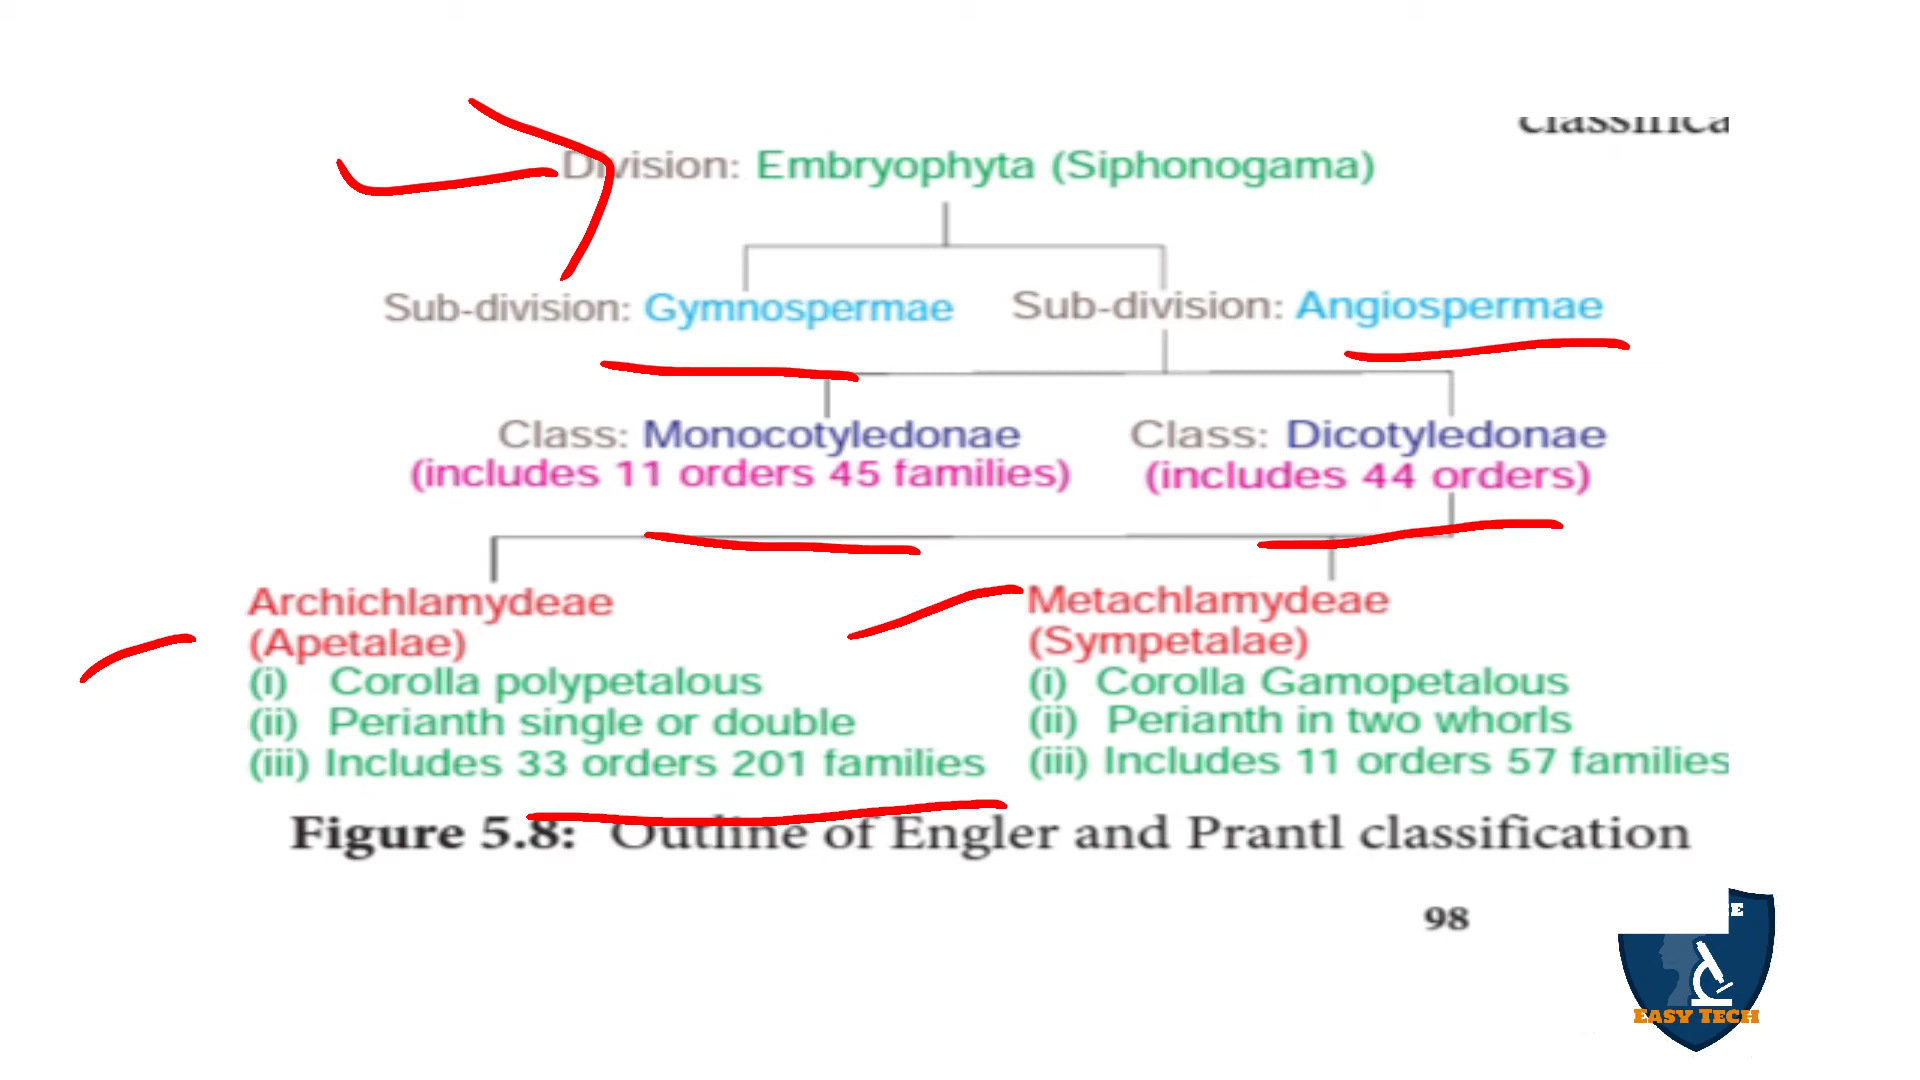 classifica
Division: Embryophyta (Siphonogama)
Sub-division: Gymnospermae Sub-division: Angiospermae
Class: Monocotyledonae Class: Dicotyledonae
(includes 11 orders 45 families) (includes 44 orders)
Archichlamydeae
(Apetalae)
(i) Corolla polypetalous
(ii) Perianth single or double
(iii) Includes 33 orders 201 families
Metachlamydeae
(Sympetalae)
(i) Corolla Gamopetalous
(ii) Perianth in two whorls
(iii) Includes 11 orders 57 families
Figure 5.8: Outline of Engler and Prantl classification
98
EASY TECH